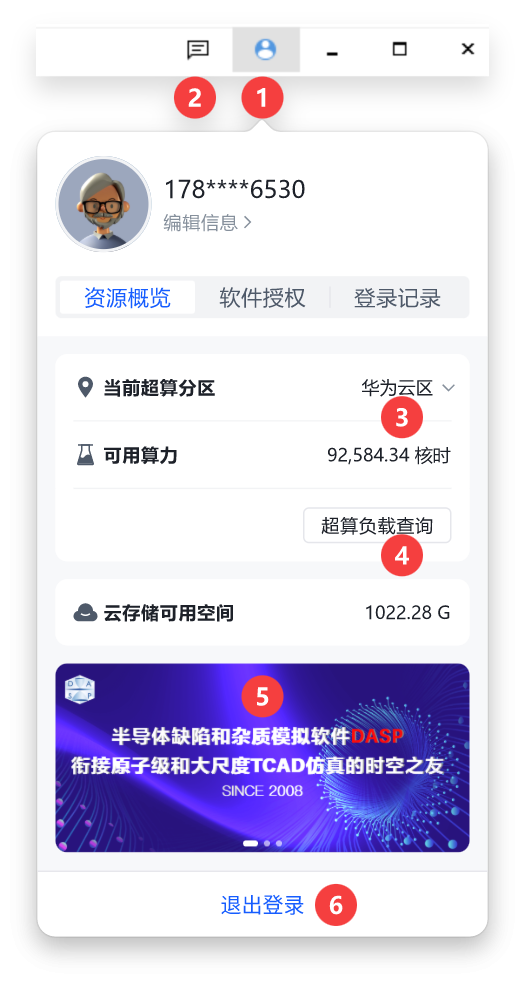 2
1
178****6530
编辑信息 >
资源概览 软件授权 登录记录
当前超算分区 华为云区
3
可用算力 92,584.34 核时
超算负载查询
4
云存储可用空间 1022.28 G
D A
S P
5
半导体缺陷和杂质模拟软件DASP
衔接原子级和大尺度TCAD仿真的时空之友
SINCE 2008
退出登录 6